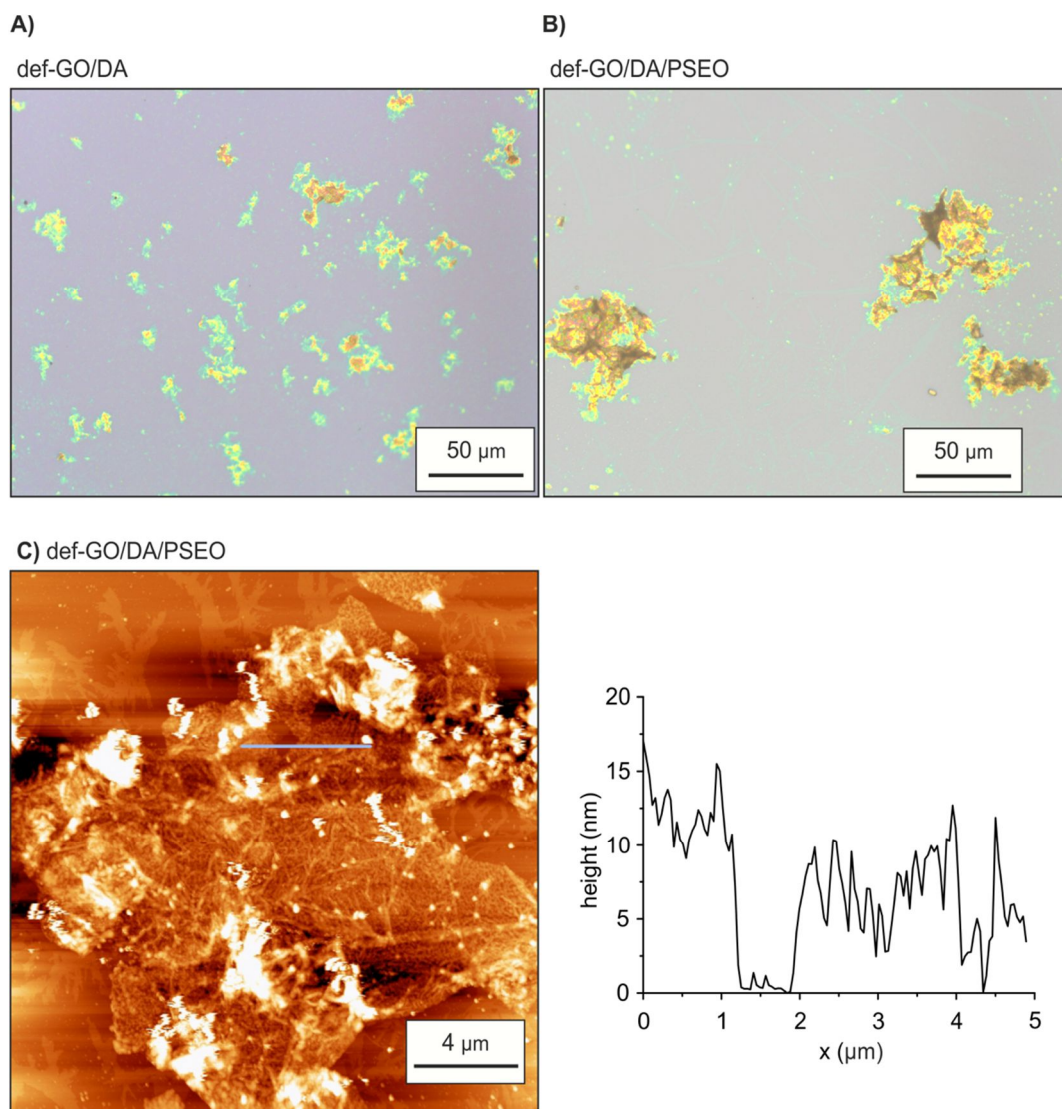 A)
def-GO/DA
50 µm
B)
def-GO/DA/PSEO
50 µm
C) def-GO/DA/PSEO
4 µm
20
15
10
5
0
height (nm)
0 1 2 3 4 5
x (µm)